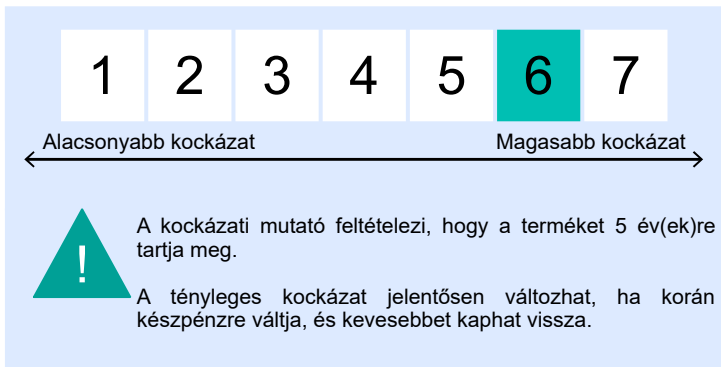 1 2 3 4 5 6 7
Alacsonyabb kockázat Magasabb kockázat
A kockázati mutató feltételezi, hogy a terméket 5 év(ek)re
tartja meg.
!
A tényleges kockázat jelentősen változhat, ha korán
készpénzre váltja, és kevesebbet kaphat vissza.